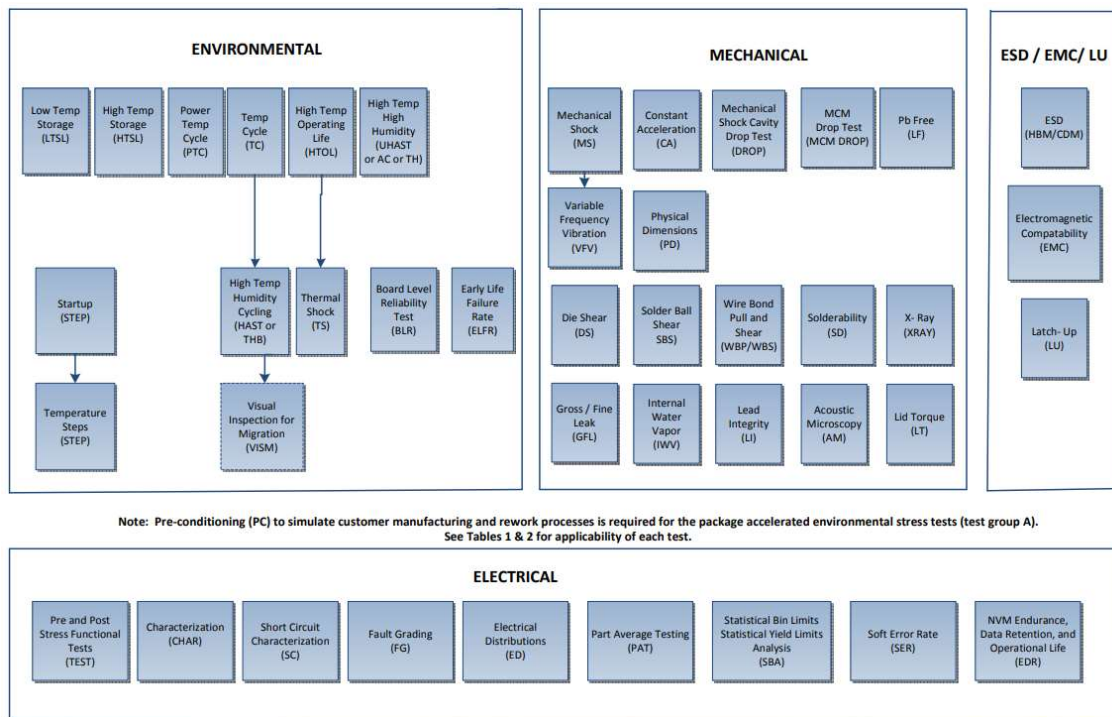 ENVIRONMENTAL
Low Temp
Storage
(LTSL)
High Temp
Storage
(HTSL)
Power
Temp
Cycle
(PTC)
Temp
Cycle
(TC)
High Temp
Operating
Life
(HTOL)
High Temp
High
Humidity
(UHAST
or AC or TH)
Startup
(STEP)
High Temp
Humidity
Cycling
(HAST or
THB)
Thermal
Shock
(TS)
Board Level
Reliability
Test
(BLR)
Early Life
Failure
Rate
(ELFR)
Temperature
Steps
(STEP)
Visual
Inspection for
Migration
(VISM)
MECHANICAL
Mechanical
Shock
(MS)
Constant
Acceleration
(CA)
Mechanical
Shock Cavity
Drop Test
(DROP)
MCM
Drop Test
(MCM DROP)
Pb Free
(LF)
Variable
Frequency
Vibration
(VFV)
Physical
Dimensions
(PD)
Die Shear
(DS)
Solder Ball
Shear
SBS)
Wire Bond
Pull and
Shear
(WBP/WBS)
Solderability
(SD)
X- Ray
(XRAY)
Gross / Fine
Leak
(GFL)
Internal
Water
Vapor
(IWV)
Lead
Integrity
(LI)
Acoustic
Microscopy
(AM)
Lid Torque
(LT)
ESD / EMC/ LU
ESD
(HBM/CDM)
Electromagnetic
Compatability
(EMC)
Latch- Up
(LU)
Note: Pre-conditioning (PC) to simulate customer manufacturing and rework processes is required for the package accelerated environmental stress tests (test group A).
See Tables 1 & 2 for applicability of each test.
ELECTRICAL
Pre and Post
Stress Functional
Tests
(TEST)
Characterization
(CHAR)
Short Circuit
Characterization
(SC)
Fault Grading
(FG)
Electrical
Distributions
(ED)
Part Average Testing
(PAT)
Statistical Bin Limits
Statistical Yield Limits
Analysis
(SBA)
Soft Error Rate
(SER)
NVM Endurance,
Data Retention, and
Operational Life
(EDR)